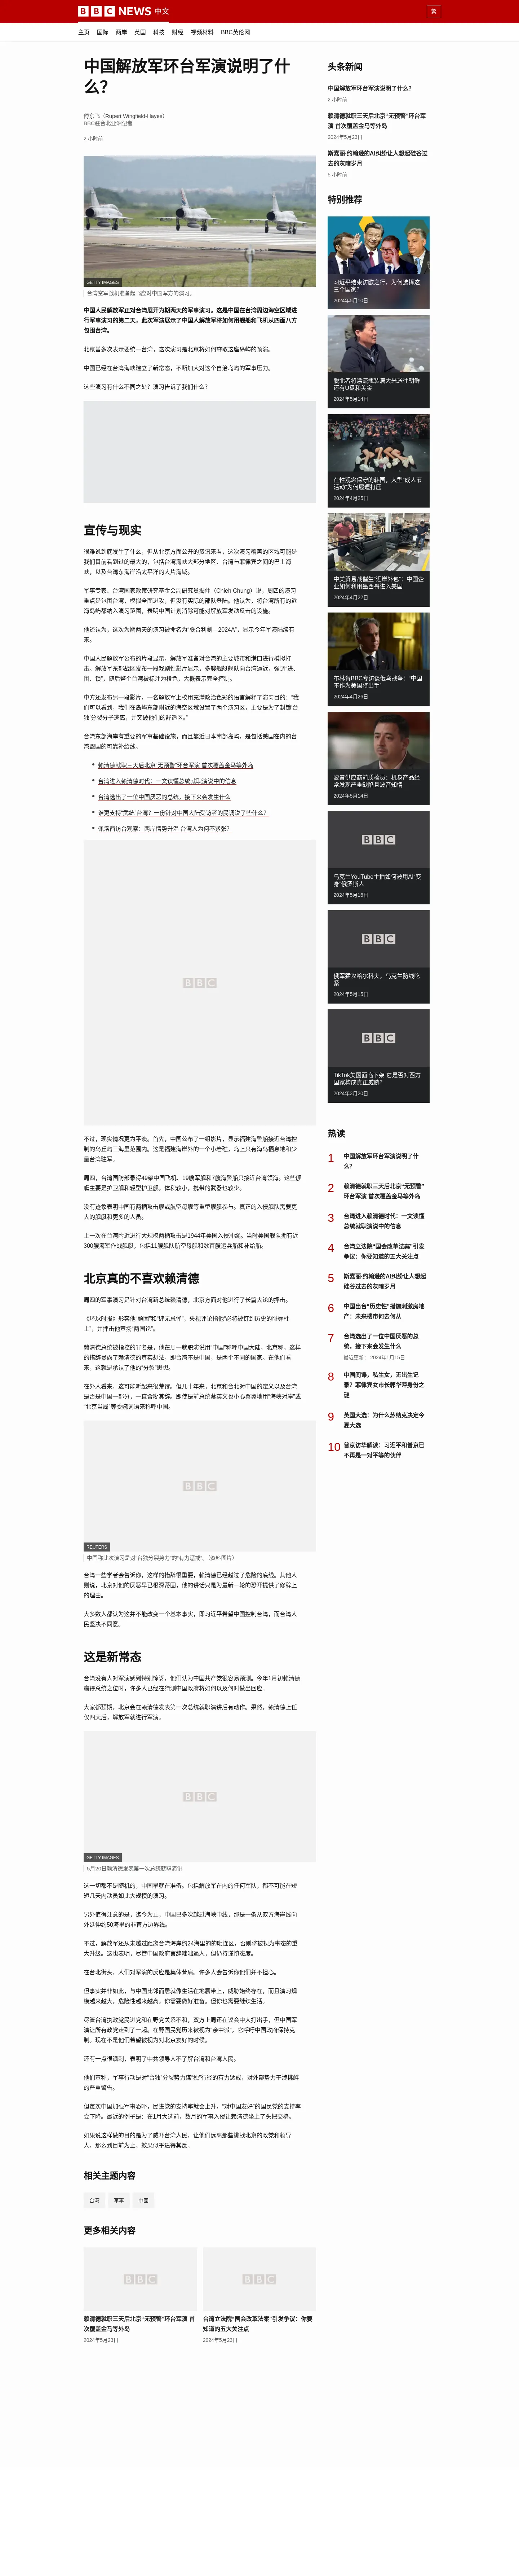 BBC NEWS 中文
繁
主页 国际 两岸 英国 科技 财经 视频材料 BBC英伦网
中国解放军环台军演说明了什
么？
傅东飞（Rupert Wingfield-Hayes）
BBC驻台北亚洲记者
2 小时前
GETTY IMAGES
台湾空军战机准备起飞应对中国军方的演习。
中国人民解放军正对台湾展开为期两天的军事演习。这是中国在台湾周边海空区域进
行军事演习的第二天，此次军演展示了中国人解放军将如何用舰船和飞机从四面八方
包围台湾。
北京曾多次表示要统一台湾，这次演习是北京将如何夺取这座岛屿的预演。
中国已经在台湾海峡建立了新常态，不断加大对这个自治岛屿的军事压力。
这些演习有什么不同之处？演习告诉了我们什么？
宣传与现实
很难说到底发生了什么，但从北京方面公开的资讯来看，这次演习覆盖的区域可能是
我们目前看到过的最大的，包括台湾海峡大部分地区、台湾与菲律宾之间的巴士海
峡，以及台湾东海岸沿太平洋的大片海域。
军事专家、台湾国家政策研究基金会副研究员揭仲（Chieh Chung）说，周四的演习
重点是包围台湾，模拟全面进攻，但没有实际的部队登陆。他认为，将台湾所有的近
海岛屿都纳入演习范围，表明中国计划消除可能对解放军发动反击的设施。
他还认为，这次为期两天的演习被命名为“联合利剑—2024A”，显示今年军演陆续有
来。
中国人民解放军公布的片段显示，解放军准备对台湾的主要城市和港口进行模拟打
击。解放军东部战区发布一段戏剧性影片显示，多艘舰艇舰队向台湾逼近，强调“进、
围、锁”，随后整个台湾被标注为橙色，大概表示完全控制。
中方还发布另一段影片，一名解放军上校用充满政治色彩的语言解释了演习目的：“我
们可以看到，我们在岛屿东部附近的海空区域设置了两个演习区，主要是为了封锁‘台
独’分裂分子逃离，并突破他们的舒适区。”
台湾东部海岸有重要的军事基础设施，而且靠近日本南部岛屿，是包括美国在内的台
湾盟国的可靠补给线。
赖清德就职三天后北京“无预警”环台军演 首次覆盖金马等外岛
台湾进入赖清德时代：一文读懂总统就职演说中的信息
台湾选出了一位中国厌恶的总统，接下来会发生什么
谁更支持“武统”台湾？一份针对中国大陆受访者的民调说了些什么？
佩洛西访台观察：两岸情势升温 台湾人为何不紧张？
BBC
不过，现实情况更为平淡。首先，中国公布了一组影片，显示福建海警船接近台湾控
制的乌丘屿三海里范围内。这是福建海岸外的一个小岩礁，岛上只有海鸟栖息地和少
量台湾驻军。
周四，台湾国防部录得49架中国飞机、19艘军舰和7艘海警船只接近台湾领海。这些舰
艇主要是护卫舰和轻型护卫舰，体积较小，携带的武器也较少。
没有迹象表明中国有两栖攻击舰或航空母舰等重型舰艇参与。真正的入侵舰队需要更
大的舰艇和更多的人员。
上一次在台湾附近进行大规模两栖攻击是1944年美国入侵冲绳。当时美国舰队拥有近
300艘海军作战舰艇，包括11艘舰队航空母舰和数百艘运兵船和补给船。
北京真的不喜欢赖清德
周四的军事演习是针对台湾新总统赖清德，北京方面对他进行了长篇大论的抨击。
《环球时报》形容他“顽固”和“肆无忌惮”，央视评论指他“必将被钉到历史的耻辱柱
上”，并抨击他宣扬“两国论”。
赖清德总统被指控的罪名是，他在周一就职演说用“中国”称呼中国大陆。北京称，这样
的措辞暴露了赖清德的真实想法，即台湾不是中国，是两个不同的国家。在他们看
来，这就是承认了他的“分裂”思想。
在外人看来，这可能听起来很荒谬。但几十年来，北京和台北对中国的定义以及台湾
是否是中国一部分，一直含糊其辞。即使是前总统蔡英文也小心翼翼地用“海峡对岸”或
“北京当局”等委婉词语来称呼中国。
BBC
REUTERS
中国将此次演习是对“台独分裂势力”的“有力惩戒”。（资料图片）
台湾一些学者会告诉你，这样的措辞很重要，赖清德已经越过了危险的底线。其他人
则说，北京对他的厌恶早已根深蒂固，他的讲话只是为最新一轮的恐吓提供了修辞上
的理由。
大多数人都认为这并不能改变一个基本事实，即习近平希望中国控制台湾，而台湾人
民坚决不同意。
这是新常态
台湾没有人对军演感到特别惊讶，他们认为中国共产党很容易预测。今年1月初赖清德
赢得总统之位时，许多人已经在猜测中国政府将如何以及何时做出回应。
大家都预期，北京会在赖清德发表第一次总统就职演讲后有动作。果然，赖清德上任
仅四天后，解放军就进行军演。
BBC
GETTY IMAGES
5月20日赖清德发表第一次总统就职演讲
这一切都不是随机的，中国早就在准备。包括解放军在内的任何军队，都不可能在短
短几天内动员如此大规模的演习。
另外值得注意的是，迄今为止，中国已多次越过海峡中线，那是一条从双方海岸线向
外延伸约50海里的非官方边界线。
不过，解放军还从未越过距离台湾海岸约24海里的的毗连区，否则将被视为事态的重
大升级。这也表明，尽管中国政府言辞咄咄逼人，但仍持谨慎态度。
在台北街头，人们对军演的反应是集体耸肩。许多人会告诉你他们并不担心。
但事实并非如此，与中国比邻而居就像生活在地震带上，威胁始终存在，而且演习规
模越来越大，危险性越来越高，你需要做好准备。但你也需要继续生活。
尽管台湾执政党民进党和在野党关系不和，双方上周还在议会中大打出手，但中国军
演让所有政党走到了一起。在野国民党历来被视为“亲中派”，它呼吁中国政府保持克
制。现在不是他们希望被视为对北京友好的时候。
还有一点很讽刺，表明了中共领导人不了解台湾和台湾人民。
他们宣称，军事行动是对“台独”分裂势力谋“独”行径的有力惩戒，对外部势力干涉挑衅
的严重警告。
但每次中国加强军事恐吓，民进党的支持率就会上升，“对中国友好”的国民党的支持率
会下降，最近的例子是：在1月大选前，数月的军事入侵让赖清德坐上了头把交椅。
如果说这样做的目的是为了威吓台湾人民，让他们远离那些挑战北京的政党和领导
人，那么到目前为止，效果似乎适得其反。
相关主题内容
台湾 军事 中國
更多相关内容
BBC
赖清德就职三天后北京“无预警”环台军演 首
次覆盖金马等外岛
2024年5月23日
BBC
台湾立法院“国会改革法案”引发争议：你要
知道的五大关注点
2024年5月23日
头条新闻
中国解放军环台军演说明了什么？
2 小时前
赖清德就职三天后北京“无预警”环台军
演 首次覆盖金马等外岛
2024年5月23日
斯嘉丽·约翰逊的AI纠纷让人想起硅谷过
去的灰暗岁月
5 小时前
特别推荐
习近平结束访欧之行，为何选择这
三个国家？
2024年5月10日
脱北者将漂流瓶装满大米送往朝鲜
还有U盘和美金
2024年5月14日
在性观念保守的韩国，大型“成人节
活动”为何屡遭打压
2024年4月25日
中美贸易战催生“近岸外包”：中国企
业如何利用墨西哥进入美国
2024年4月22日
布林肯BBC专访谈俄乌战争：“中国
不作为美国将出手”
2024年4月26日
波音供应商前质检员：机身产品经
常发现严重缺陷且波音知情
2024年5月14日
BBC
乌克兰YouTube主播如何被用AI“变
身”俄罗斯人
2024年5月16日
BBC
俄军猛攻哈尔科夫，乌克兰防线吃
紧
2024年5月15日
BBC
TikTok美国面临下架 它是否对西方
国家构成真正威胁？
2024年3月20日
热读
1 中国解放军环台军演说明了什
么？
2 赖清德就职三天后北京“无预警”
环台军演 首次覆盖金马等外岛
3 台湾进入赖清德时代：一文读懂
总统就职演说中的信息
4 台湾立法院“国会改革法案”引发
争议：你要知道的五大关注点
5 斯嘉丽·约翰逊的AI纠纷让人想起
硅谷过去的灰暗岁月
6 中国出台“历史性”措施刺激房地
产：未来楼市何去何从
7 台湾选出了一位中国厌恶的总
统，接下来会发生什么
最近更新： 2024年1月15日
8 中国间谍，私生女，无出生记
录？菲律宾女市长郭华萍身份之
谜
9 英国大选：为什么苏纳克决定今
夏大选
10 普京访华解读：习近平和普京已
不再是一对平等的伙伴